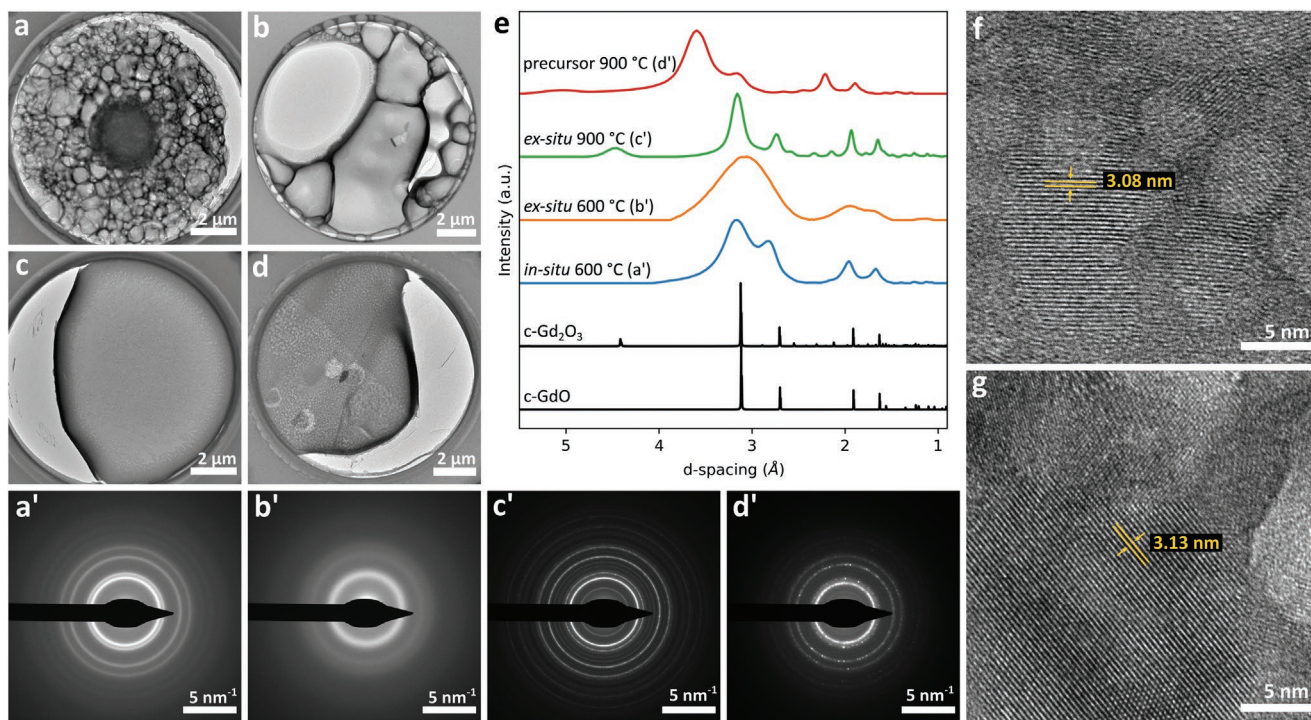 a
2 µm
b
2 µm
c
2 µm
d
2 µm
e
precursor 900 °C (d')
ex-situ 900 °C (c')
ex-situ 600 °C (b')
in-situ 600 °C (a')
c-Gd₂O₃
c-GdO
Intensity (a.u.)
5 4 3 2 1
d-spacing (Å)
f
3.08 nm
5 nm
g
3.13 nm
5 nm
a'
5 nm⁻¹
b'
5 nm⁻¹
c'
5 nm⁻¹
d'
5 nm⁻¹